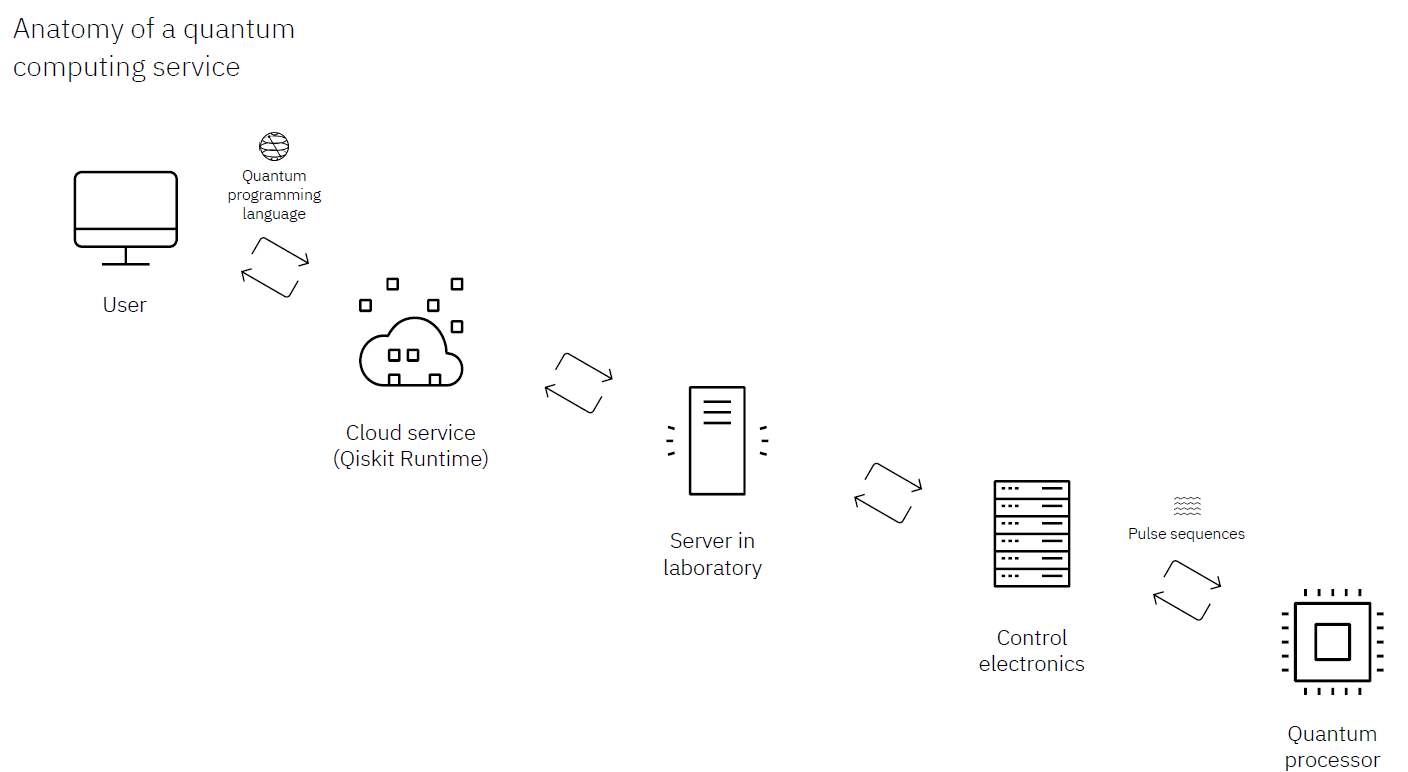 Anatomy of a quantum
computing service
Quantum
programming
language
User
Cloud service
(Qiskit Runtime)
Server in
laboratory
Pulse sequences
Control
electronics
Quantum
processor